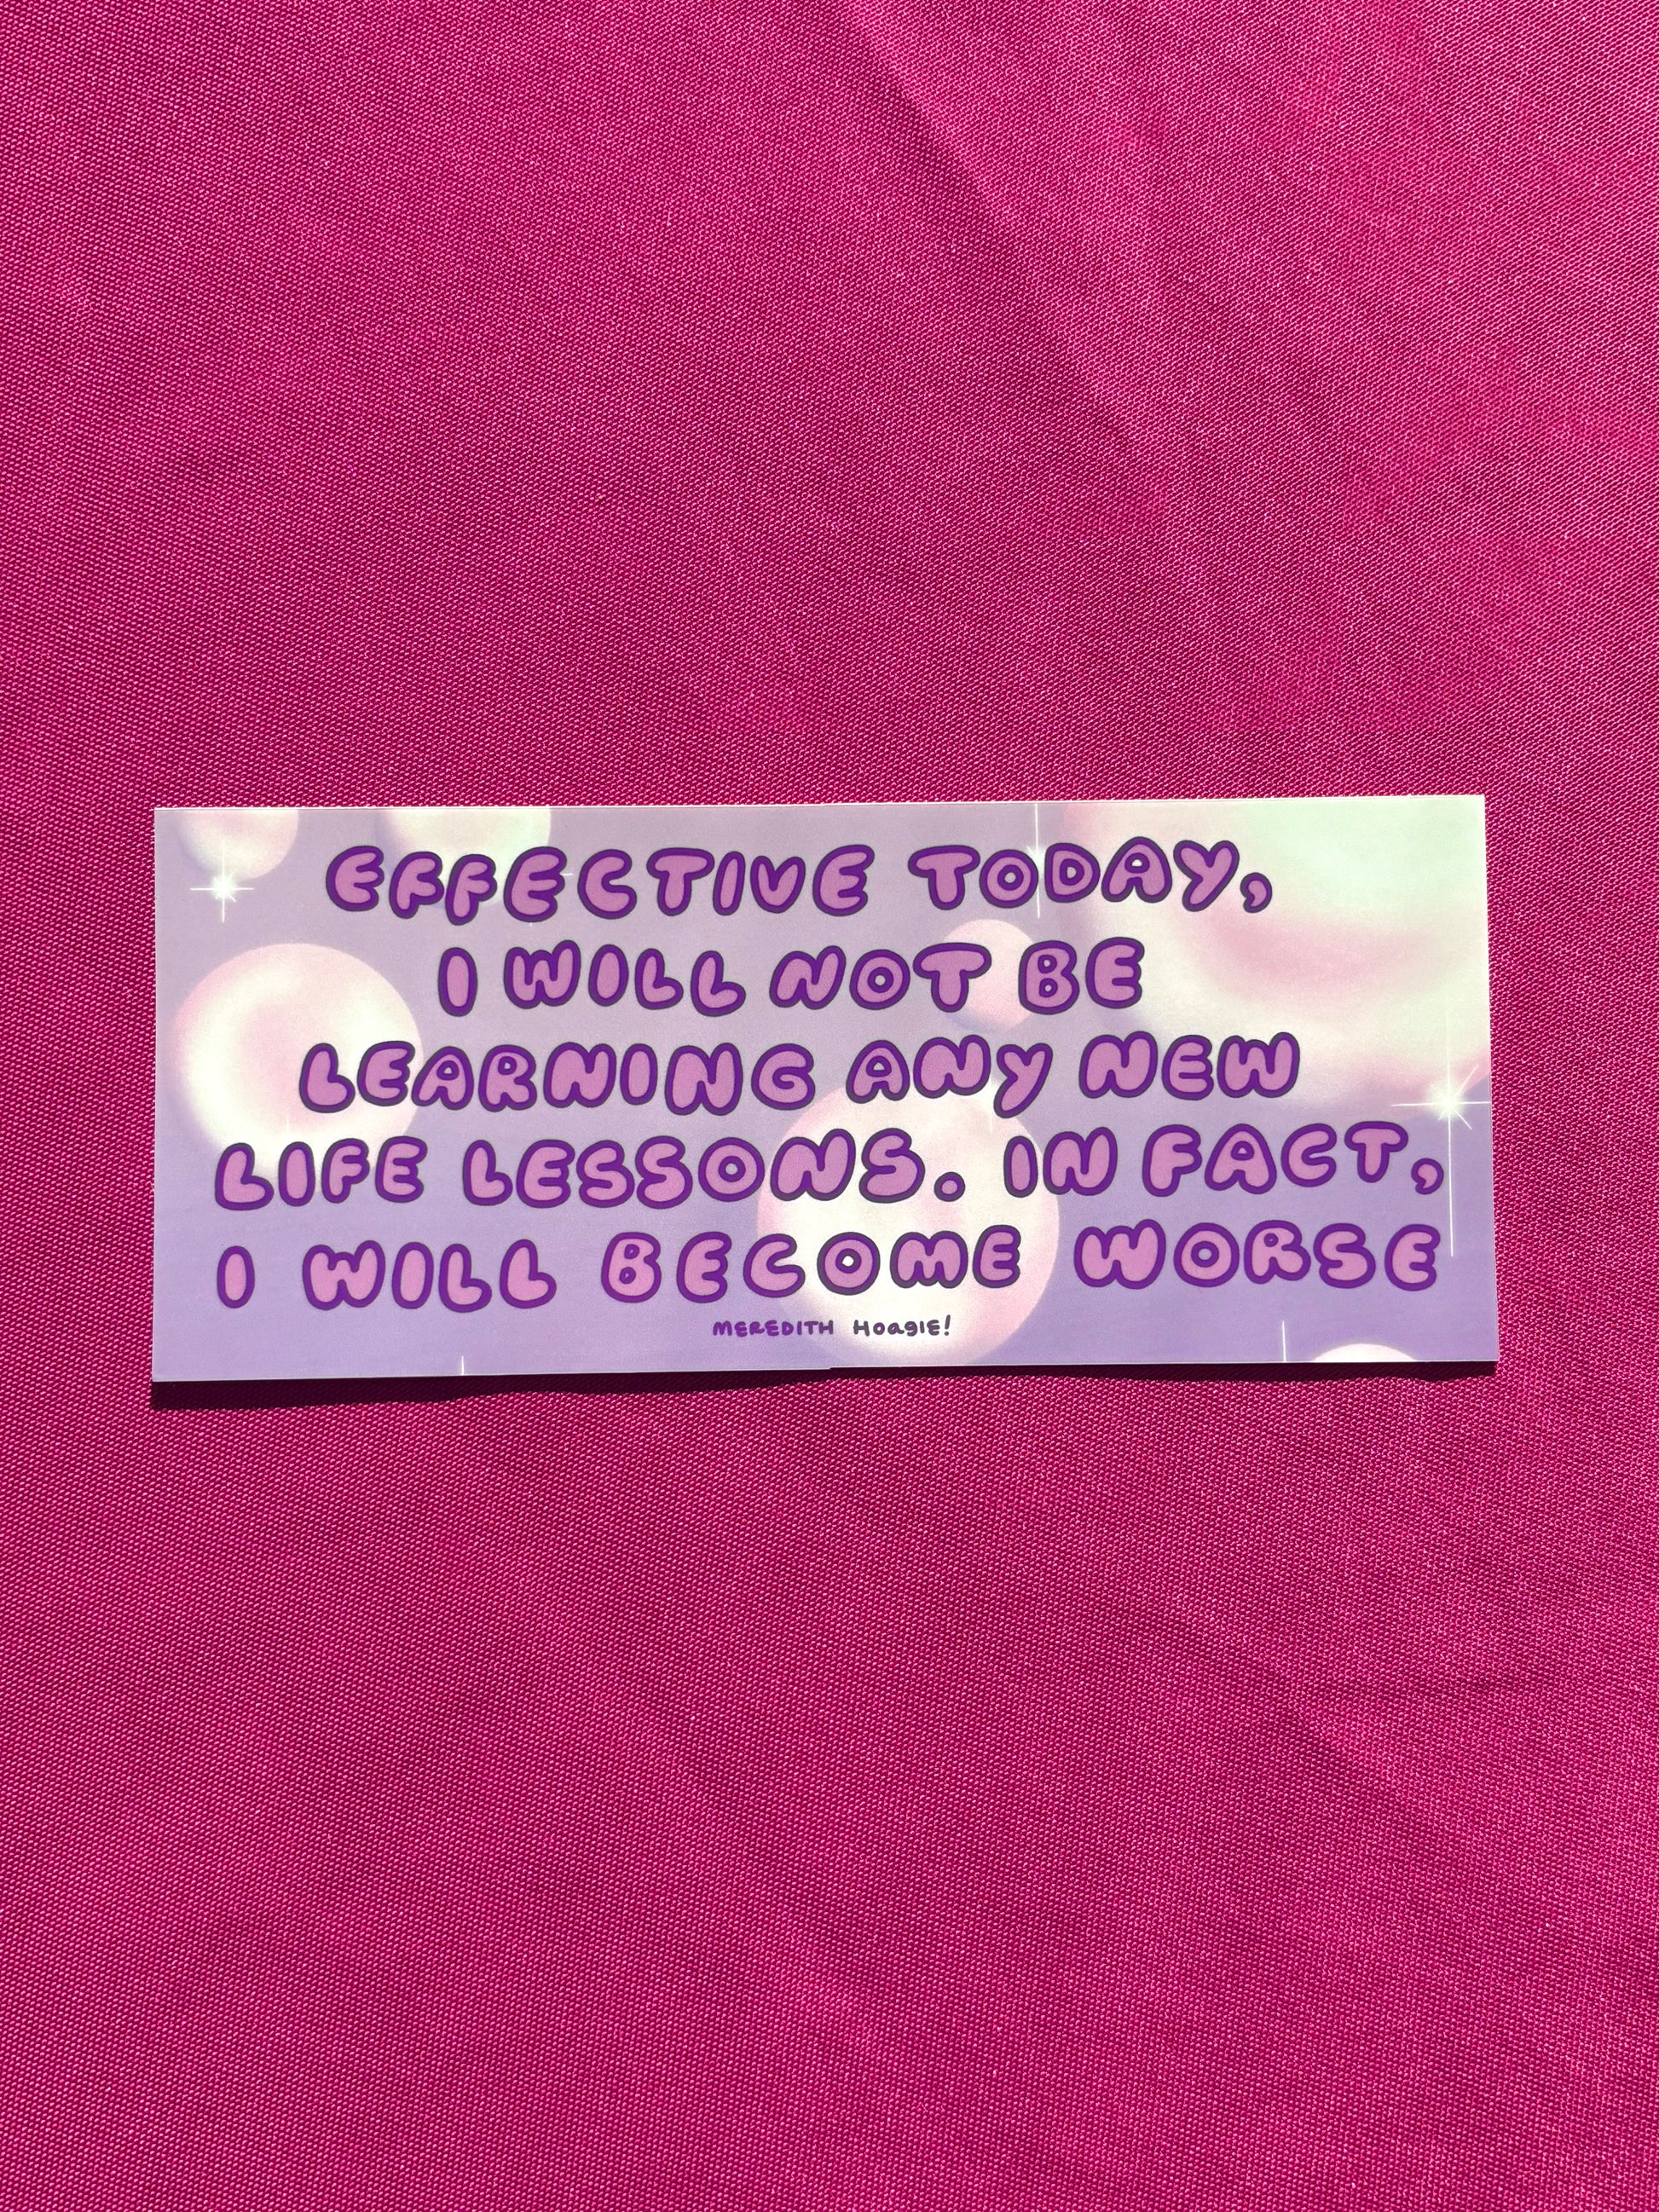 EFFECTIVE TODAY,
I WILL NOT BE
LEARNING ANY NEW
LIFE LESSONS. IN FACT,
I WILL BECOME WORSE
MEREDITH HOAGIE!